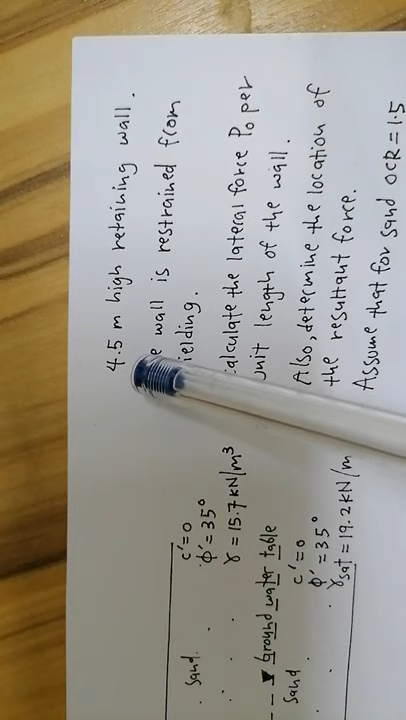 4.5 m high retaining wall.
e wall is restrained from
ielding.
alculate the lateral force Po per
unit length of the wall.
Also, determine the location of
the resultant force.
Assume that for sand OCR = 1.5
Sand.
c' = 0
ϕ' = 35°
γ = 15.7 kN/m³
Ground water table
Sand
c' = 0
ϕ' = 35°
γsat = 19.2 kN/m